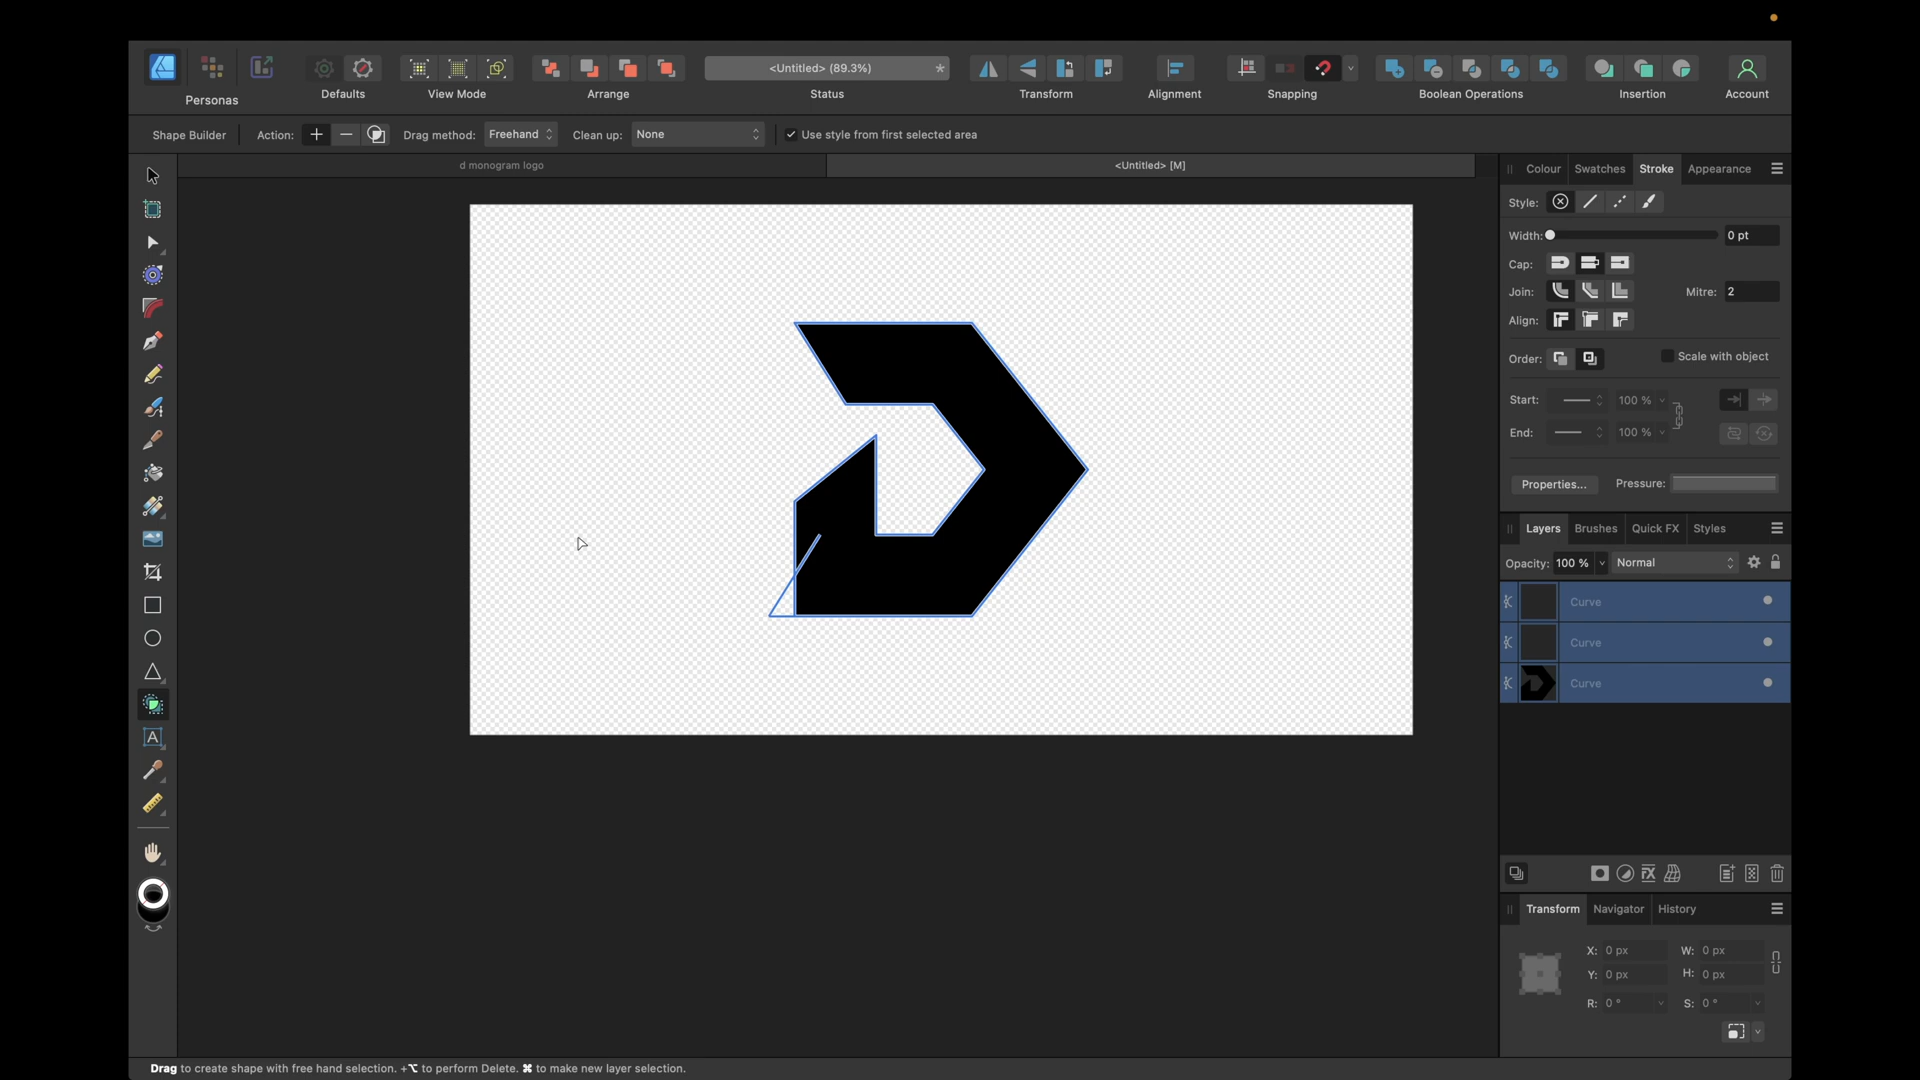 <Untitled> (89.3%) *
Personas
Defaults
View Mode
Arrange
Status
Transform
Alignment
Snapping
Boolean Operations
Insertion
Account
Shape Builder
Action:
Drag method: Freehand
Clean up: None
Use style from first selected area
d monogram logo
<Untitled> [M]
Colour Swatches Stroke Appearance
Style:
Width: 0 pt
Cap:
Join:
Mitre: 2
Align:
Order:
Scale with object
Start: 100 %
End: 100 %
Properties...
Pressure:
Layers Brushes Quick FX Styles
Opacity: 100 % Normal
Curve
Curve
Curve
Transform Navigator History
X: 0 px W: 0 px
Y: 0 px H: 0 px
R: 0 ° S: 0 °
Drag to create shape with free hand selection. +⌥ to perform Delete. ⌘ to make new layer selection.